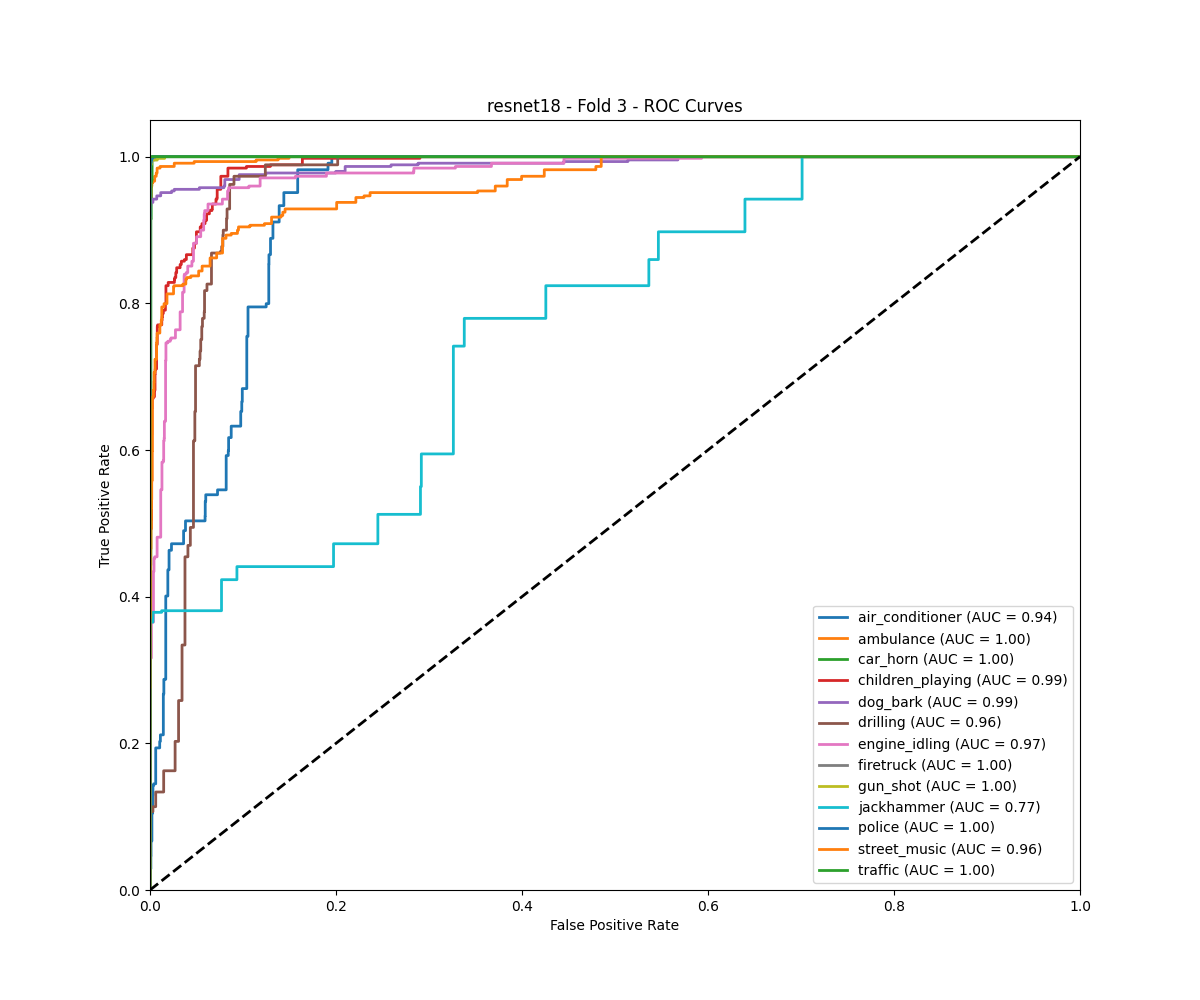 resnet18 - Fold 3 - ROC Curves
1.0
0.8
0.6
0.4
0.2
0.0
True Positive Rate
0.0 0.2 0.4 0.6 0.8 1.0
False Positive Rate
air_conditioner (AUC = 0.94)
ambulance (AUC = 1.00)
car_horn (AUC = 1.00)
children_playing (AUC = 0.99)
dog_bark (AUC = 0.99)
drilling (AUC = 0.96)
engine_idling (AUC = 0.97)
firetruck (AUC = 1.00)
gun_shot (AUC = 1.00)
jackhammer (AUC = 0.77)
police (AUC = 1.00)
street_music (AUC = 0.96)
traffic (AUC = 1.00)